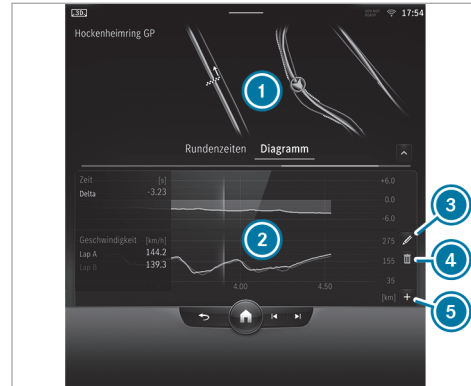 3D
17:54
Hockenheimring GP
1
Rundenzeiten Diagramm
Zeit [s] +6.0
Delta -3.23 0.0
-6.0
3
2
Geschwindigkeit [km/h] 275
Lap A 144.2
4
Lap B 139.3 155
35
4.00 4.50 [km] +
5